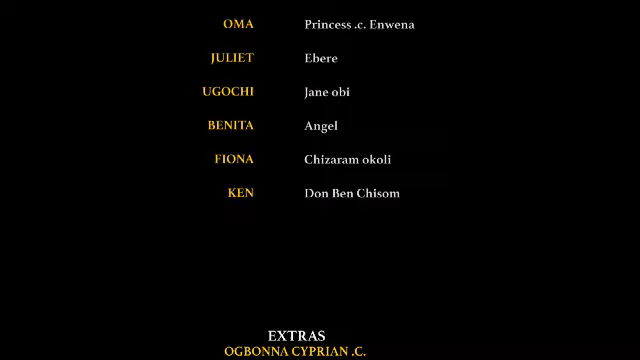 OMA Princess .c. Enwena
JULIET Ebere
UGOCHI Jane obi
BENITA Angel
FIONA Chizaram okoli
KEN Don Ben Chisom
EXTRAS
OGBONNA CYPRIAN .C.